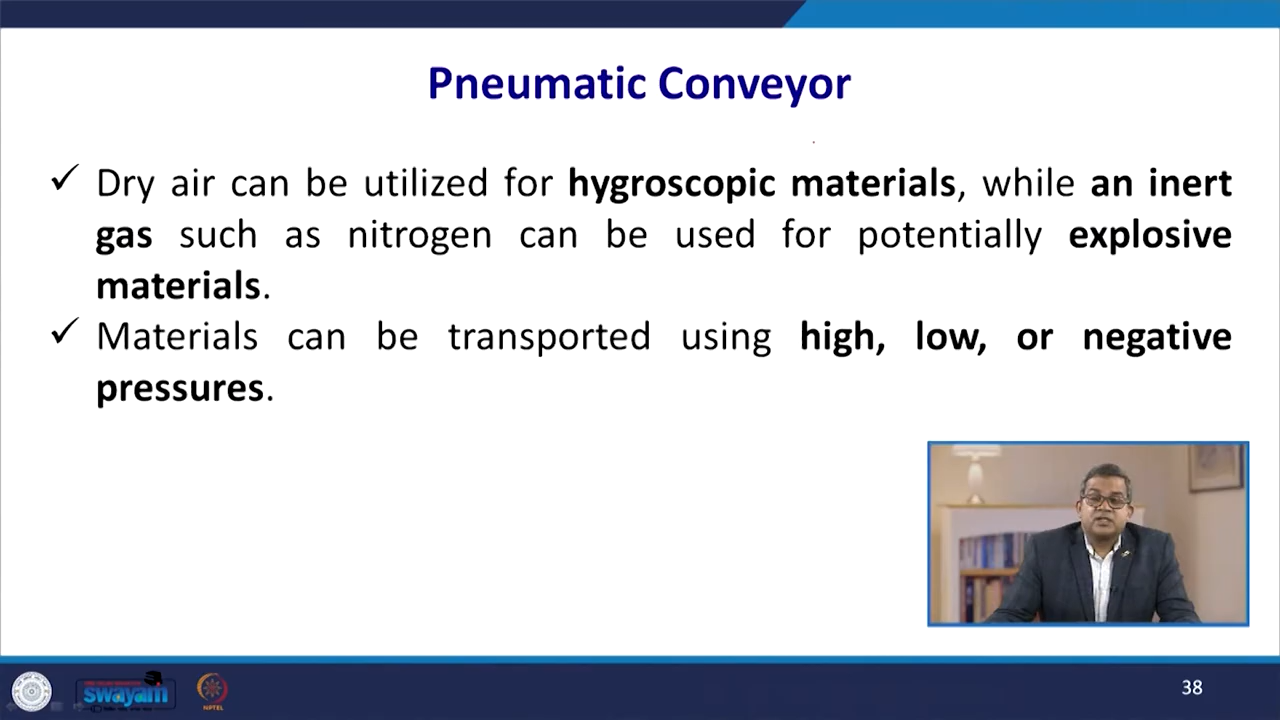 Pneumatic Conveyor
✓ Dry air can be utilized for hygroscopic materials, while an inert
gas such as nitrogen can be used for potentially explosive
materials.
✓ Materials can be transported using high, low, or negative
pressures.
swayam
NPTEL
38